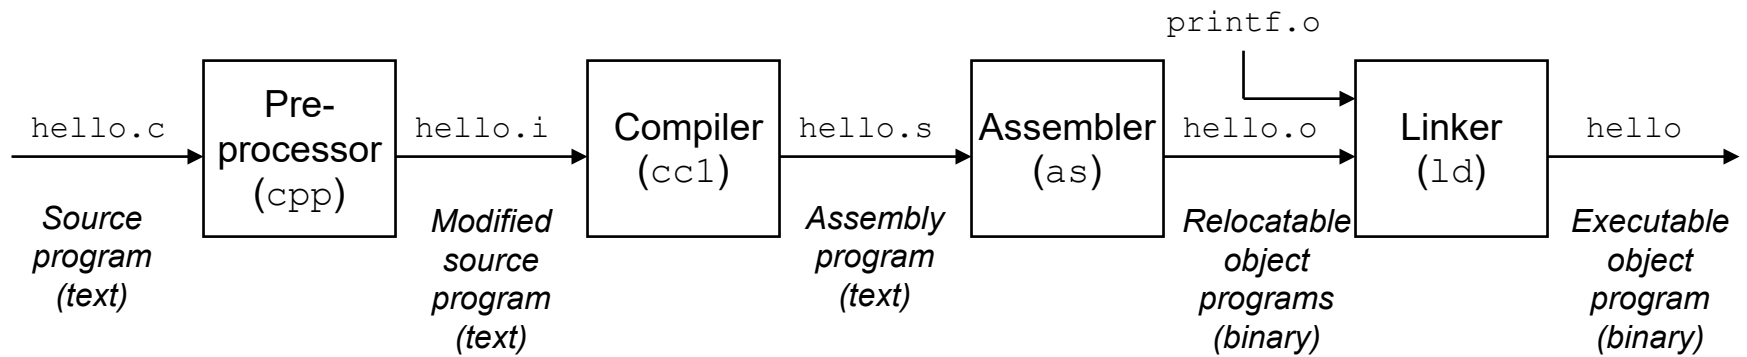 printf.o
hello.c
Pre-
processor
(cpp)
hello.i
Compiler
(cc1)
hello.s
Assembler
(as)
hello.o
Linker
(ld)
hello
Source
program
(text)
Modified
source
program
(text)
Assembly
program
(text)
Relocatable
object
programs
(binary)
Executable
object
program
(binary)